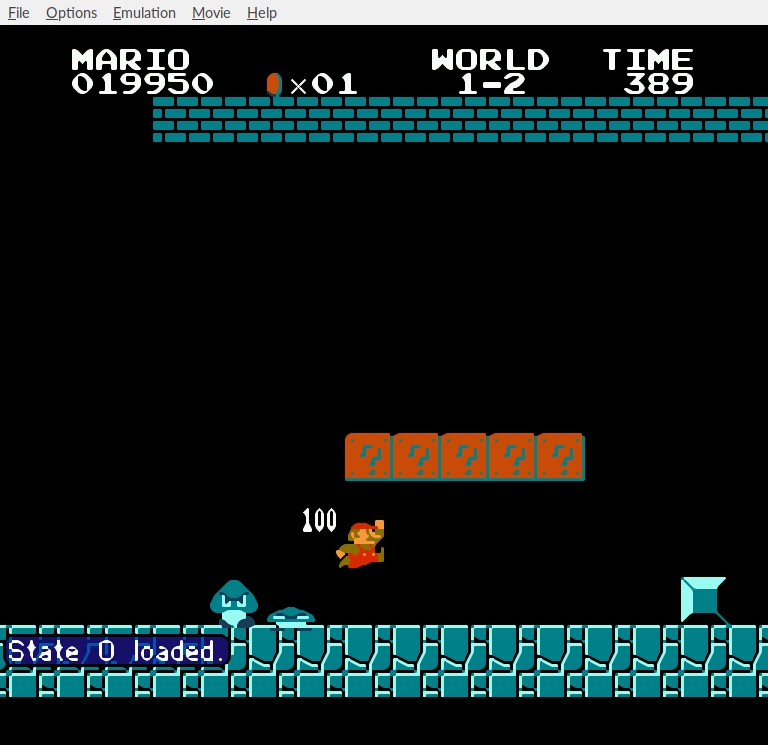 File Options Emulation Movie Help
MARIO WORLD TIME
019950 ×01 1-2 389
? ? ? ? ?
100
State 0 loaded.